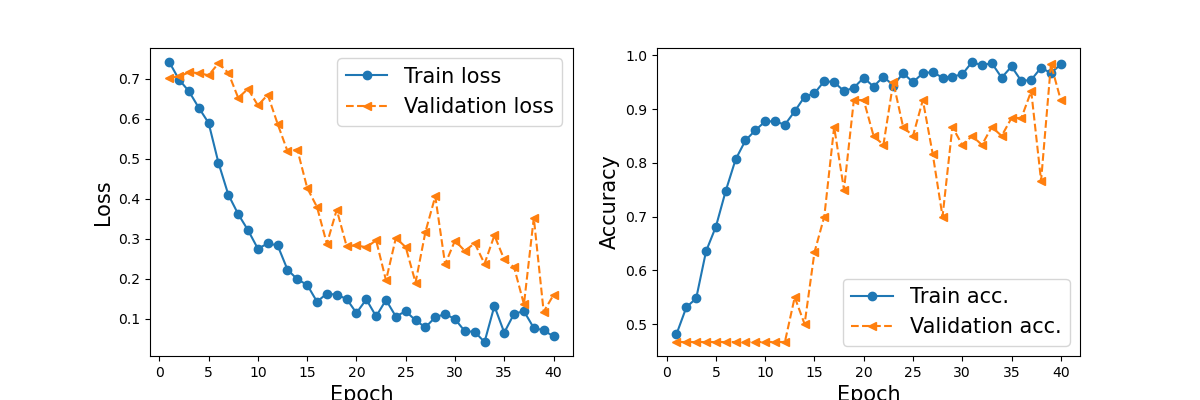 Loss
0.7
0.6
0.5
0.4
0.3
0.2
0.1
0 5 10 15 20 25 30 35 40
Epoch
Train loss
Validation loss
Accuracy
1.0
0.9
0.8
0.7
0.6
0.5
0 5 10 15 20 25 30 35 40
Epoch
Train acc.
Validation acc.